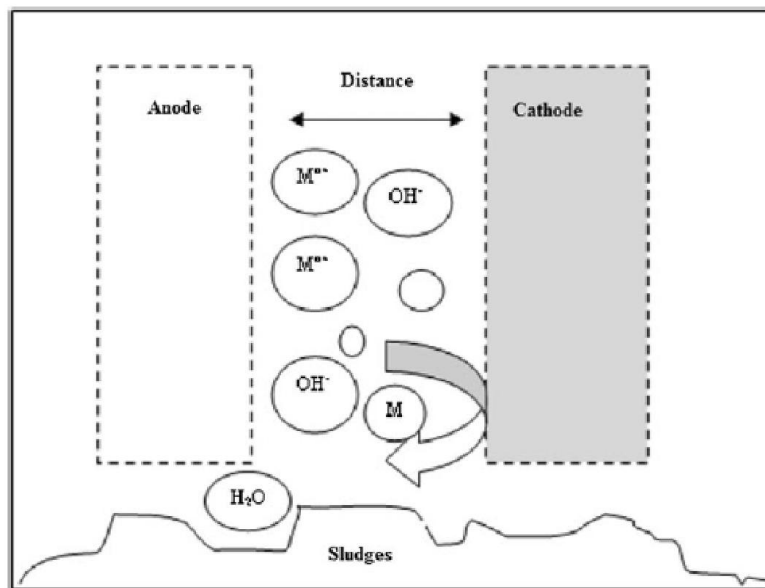 Distance
Anode
Cathode
Mⁿ⁺
OH⁻
Mⁿ⁺
OH⁻
M
H₂O
Sludges